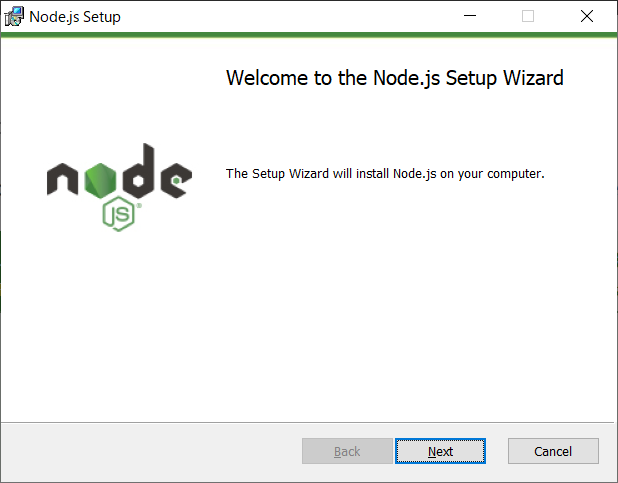 Node.js Setup
Welcome to the Node.js Setup Wizard
node
JS®
The Setup Wizard will install Node.js on your computer.
Back
Next
Cancel